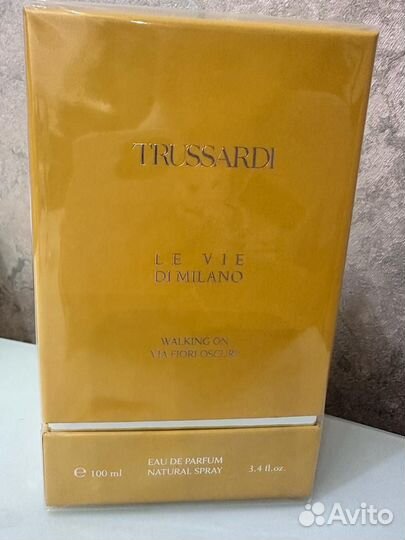 TRUSSARDI
LE VIE
DI MILANO
WALKING ON
VIA FIORI OSCURI
EAU DE PARFUM
NATURAL SPRAY
℮ 100 ml
3.4 fl.oz.
Avito